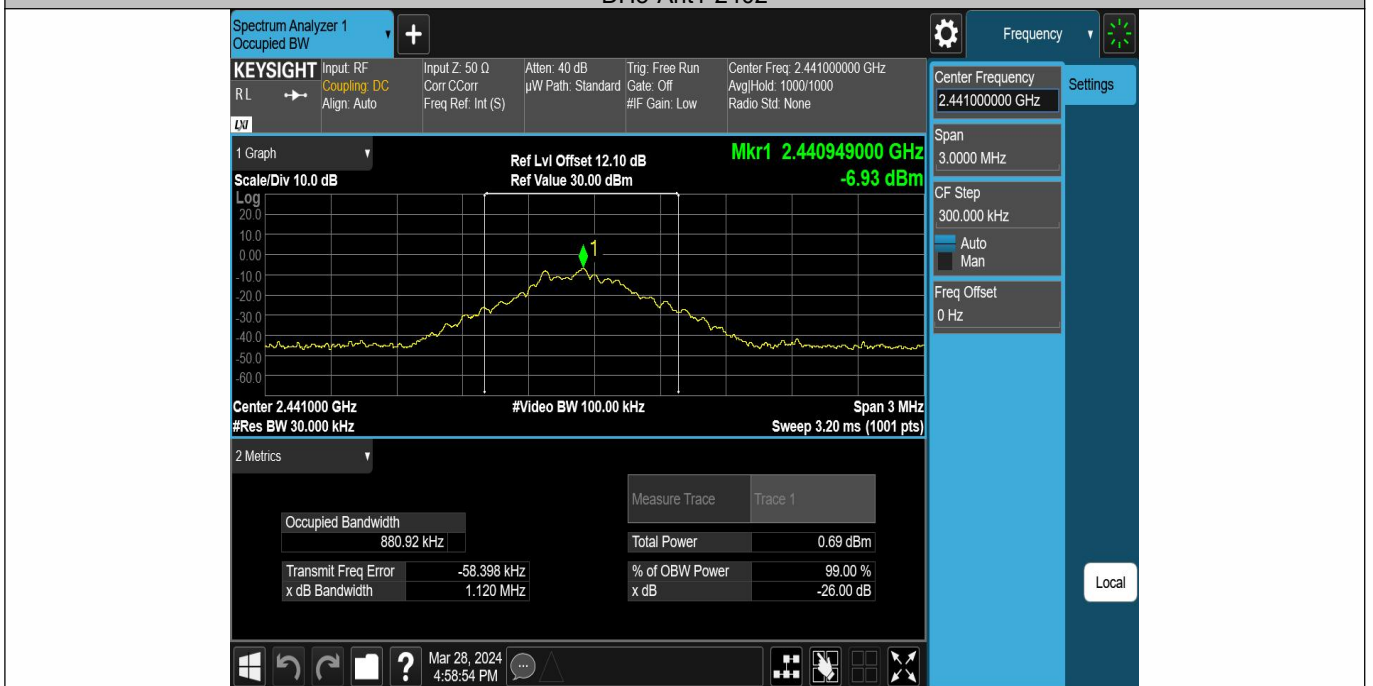 Spectrum Analyzer 1
Occupied BW
Frequency
KEYSIGHT
R L
LXI
Input: RF
Coupling: DC
Align: Auto
Input Z: 50 Ω
Corr CCorr
Freq Ref: Int (S)
Atten: 40 dB
µW Path: Standard
Trig: Free Run
Gate: Off
#IF Gain: Low
Center Freq: 2.441000000 GHz
Avg|Hold: 1000/1000
Radio Std: None
Center Frequency
2.441000000 GHz
Settings
Span
3.0000 MHz
CF Step
300.000 kHz
Auto
Man
Freq Offset
0 Hz
Local
1 Graph
Scale/Div 10.0 dB
Ref Lvl Offset 12.10 dB
Ref Value 30.00 dBm
Mkr1 2.440949000 GHz
-6.93 dBm
Log
20.0
10.0
0.00
-10.0
-20.0
-30.0
-40.0
-50.0
-60.0
1
Center 2.441000 GHz
#Video BW 100.00 kHz
Span 3 MHz
#Res BW 30.000 kHz
Sweep 3.20 ms (1001 pts)
2 Metrics
Measure Trace
Trace 1
Occupied Bandwidth
880.92 kHz
Total Power
0.69 dBm
Transmit Freq Error
-58.398 kHz
% of OBW Power
99.00 %
x dB Bandwidth
1.120 MHz
x dB
-26.00 dB
?
Mar 28, 2024
4:58:54 PM